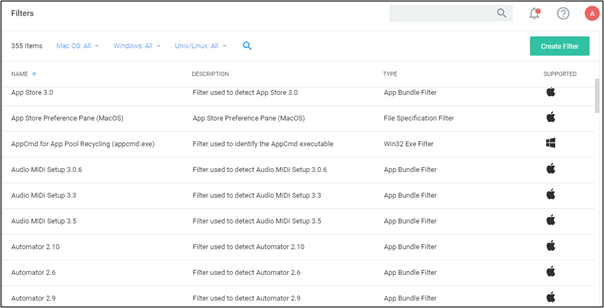 Filters
A
355 Items Mac OS: All Windows: All Unix/Linux: All Create Filter
NAME DESCRIPTION TYPE SUPPORTED
App Store 3.0 Filter used to detect App Store 3.0 App Bundle Filter
App Store Preference Pane (MacOS) App Store Preference Pane (MacOS) File Specification Filter
AppCmd for App Pool Recycling (appcmd.exe) Filter used to identify the AppCmd executable Win32 Exe Filter
Audio MIDI Setup 3.0.6 Filter used to detect Audio MIDI Setup 3.0.6 App Bundle Filter
Audio MIDI Setup 3.3 Filter used to detect Audio MIDI Setup 3.3 App Bundle Filter
Audio MIDI Setup 3.5 Filter used to detect Audio MIDI Setup 3.5 App Bundle Filter
Automator 2.10 Filter used to detect Automator 2.10 App Bundle Filter
Automator 2.6 Filter used to detect Automator 2.6 App Bundle Filter
Automator 2.9 Filter used to detect Automator 2.9 App Bundle Filter